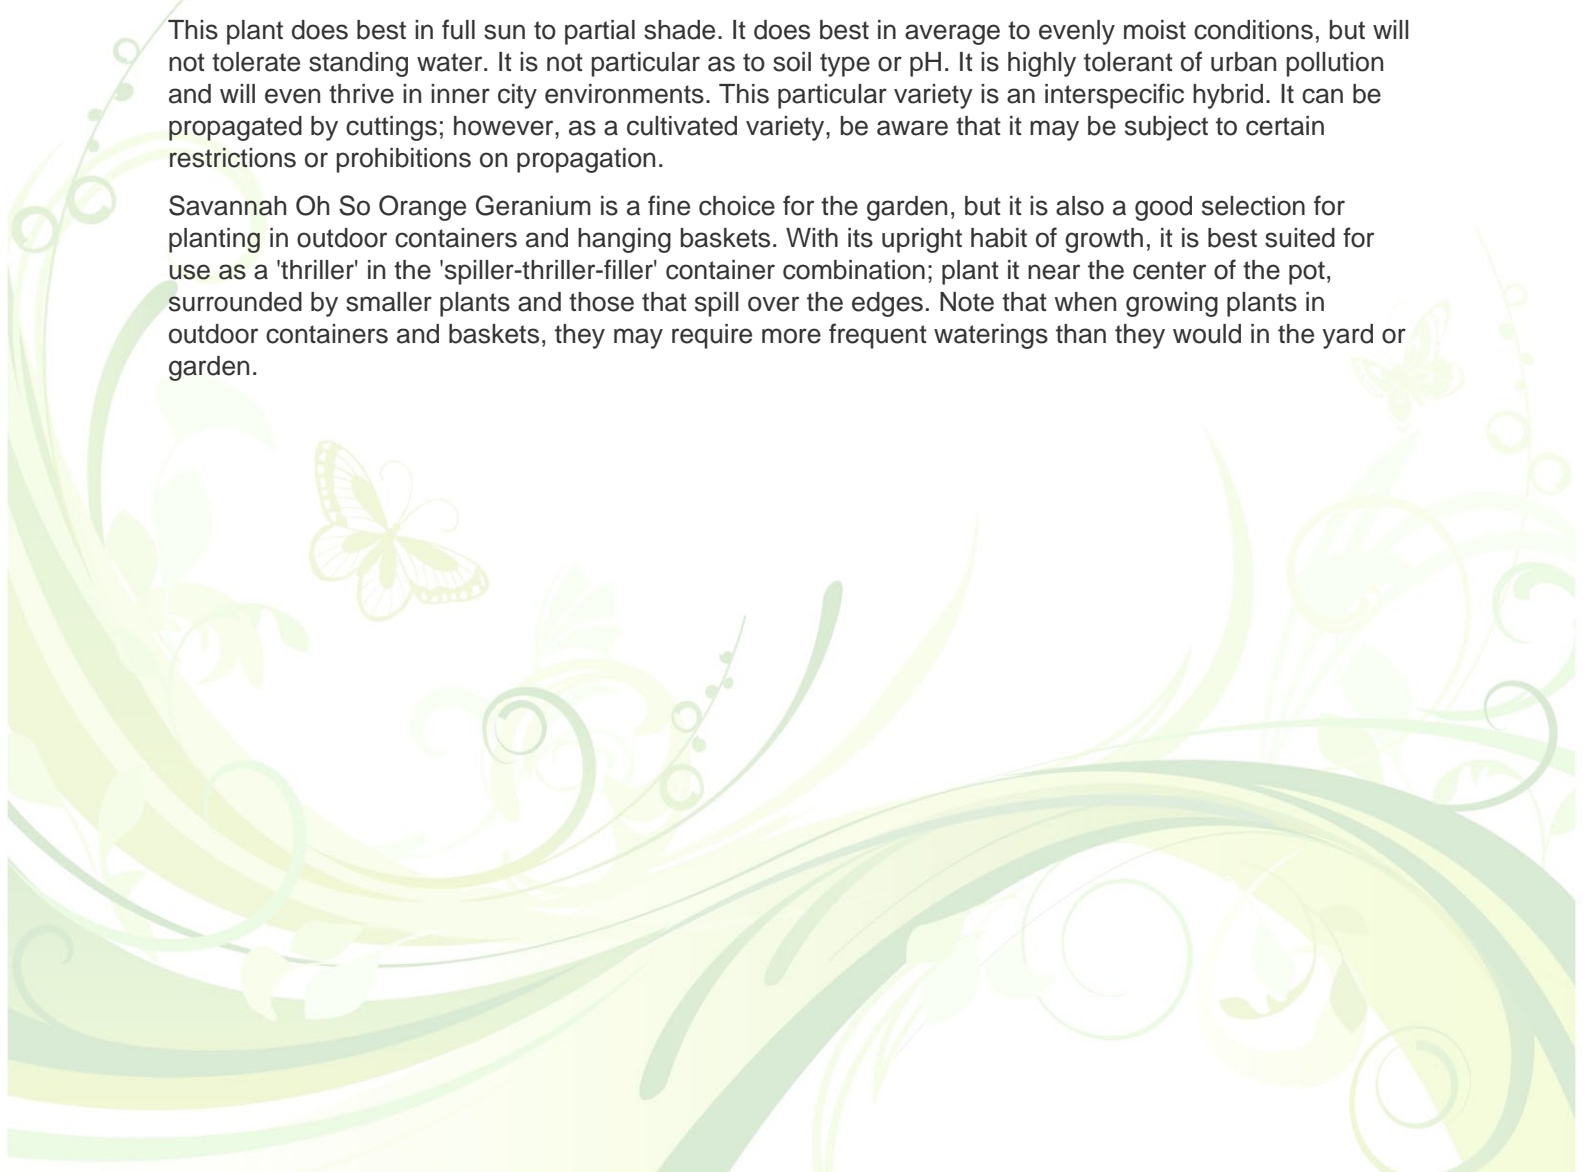 This plant does best in full sun to partial shade. It does best in average to evenly moist conditions, but will
not tolerate standing water. It is not particular as to soil type or pH. It is highly tolerant of urban pollution
and will even thrive in inner city environments. This particular variety is an interspecific hybrid. It can be
propagated by cuttings; however, as a cultivated variety, be aware that it may be subject to certain
restrictions or prohibitions on propagation.
Savannah Oh So Orange Geranium is a fine choice for the garden, but it is also a good selection for
planting in outdoor containers and hanging baskets. With its upright habit of growth, it is best suited for
use as a 'thriller' in the 'spiller-thriller-filler' container combination; plant it near the center of the pot,
surrounded by smaller plants and those that spill over the edges. Note that when growing plants in
outdoor containers and baskets, they may require more frequent waterings than they would in the yard or
garden.